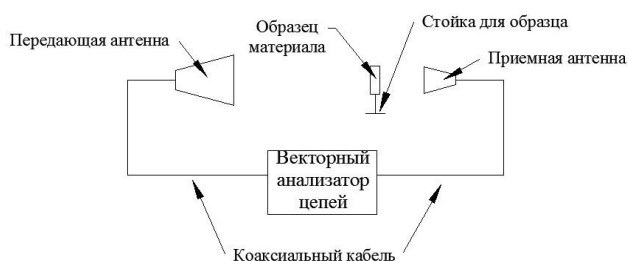 Передающая антенна
Образец
материала
Стойка для образца
Приемная антенна
Векторный
анализатор
цепей
Коаксиальный кабель